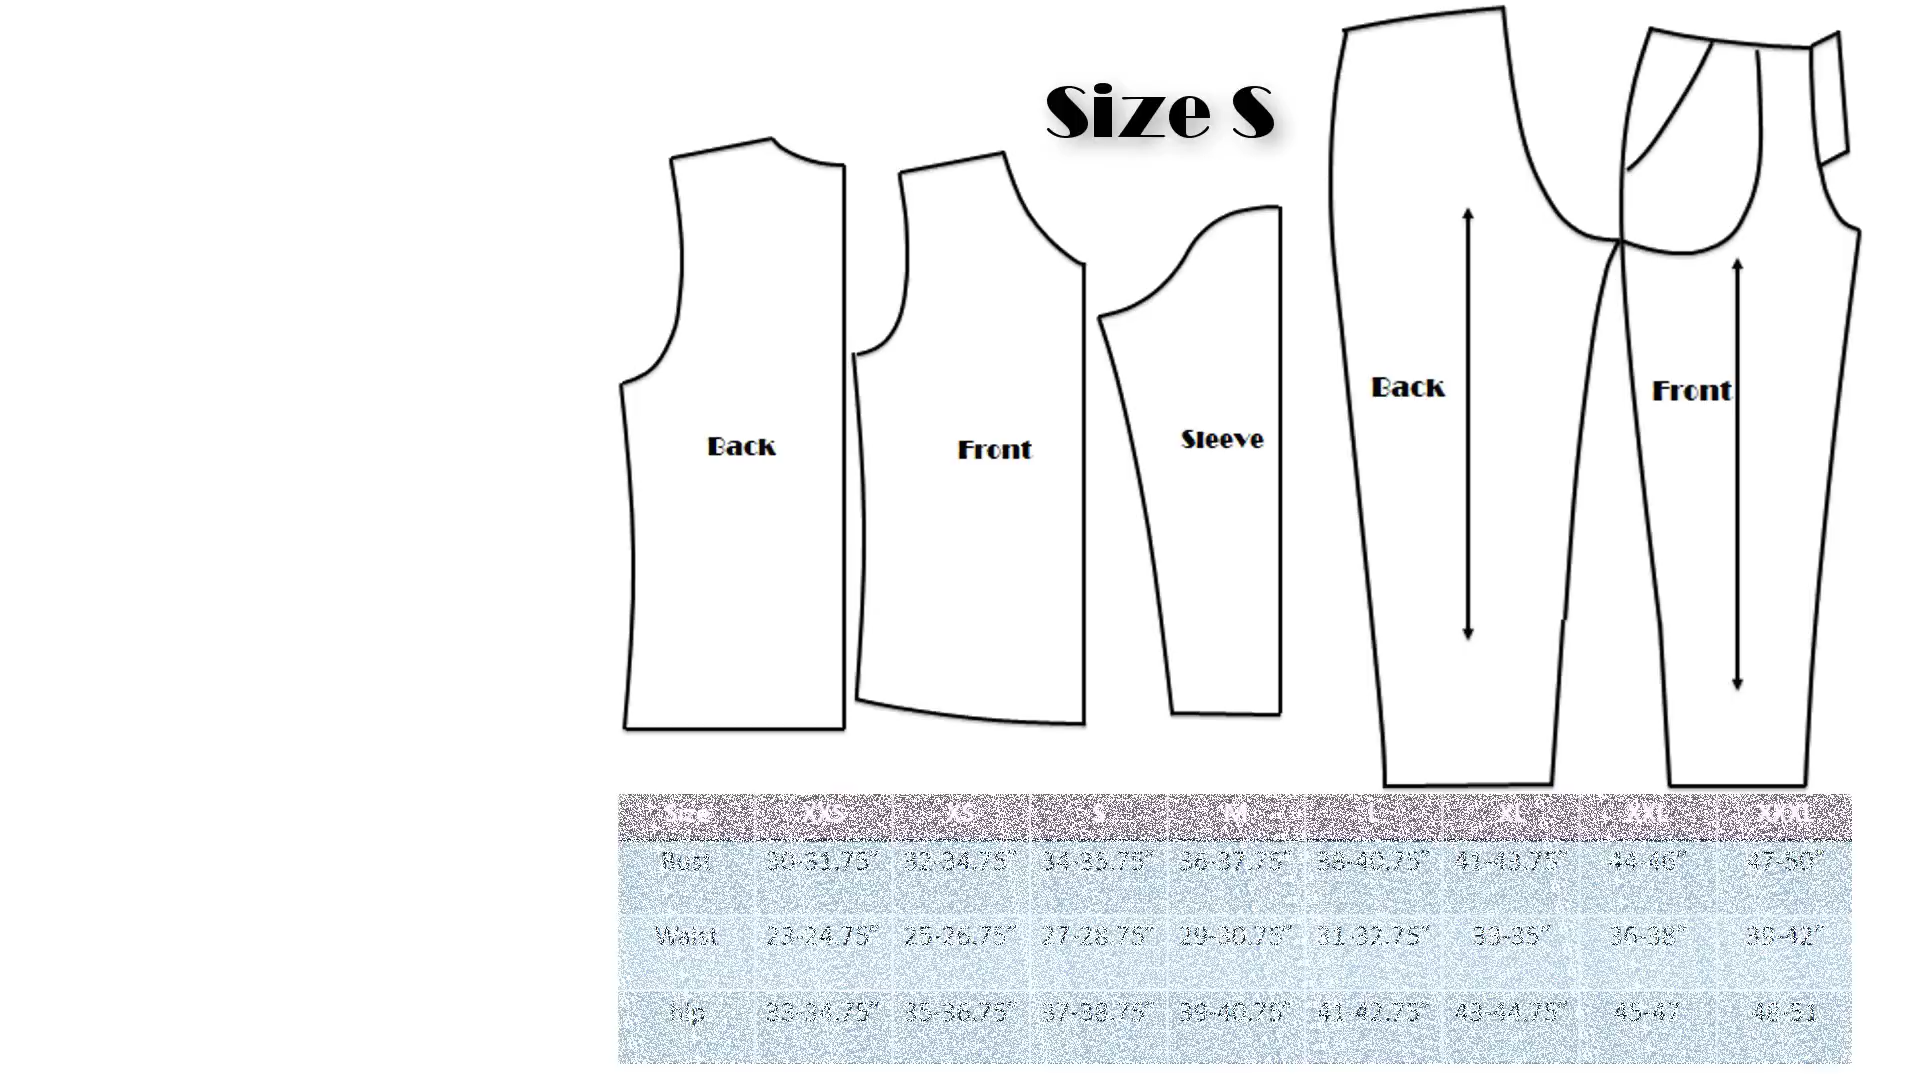 Size S
Back
Front
Sleeve
Back
Front
Size XXS XS S M L XL XXL XXXL
Bust 30-31.75" 32-34.75" 34-35.75" 36-37.75" 38-40.75" 41-43.75" 44-46" 47-50"
Waist 23-24.75" 25-26.75" 27-28.75" 29-30.75" 31-32.75" 33-35" 36-38" 39-42"
hip 33-34.75" 35-36.75" 37-38.75" 39-40.75" 41-42.75" 43-44.75" 45-47 48-51